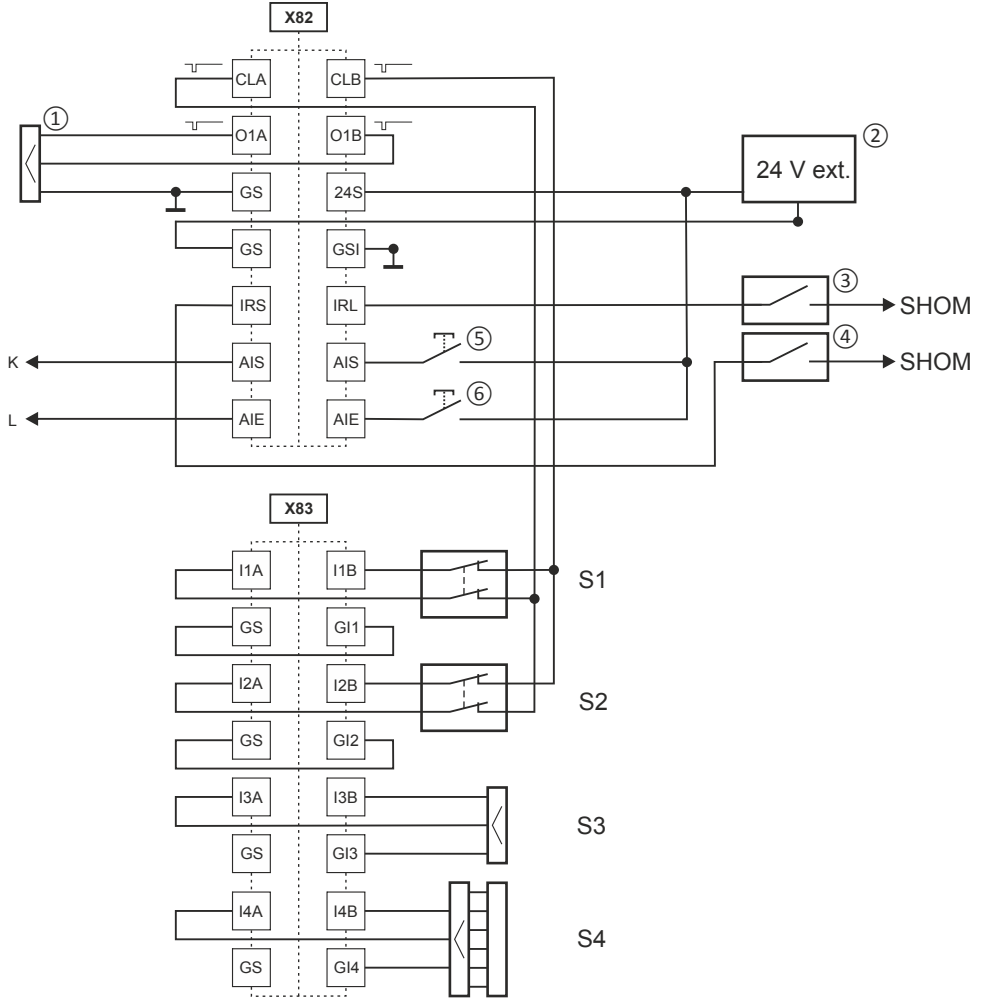 X82
CLA CLB
①
O1A O1B
②
24 V ext.
GS 24S
GS GSI
③
IRS IRL
SHOM
④
⑤
K AIS AIS
SHOM
⑥
L AIE AIE
X83
I1A I1B
S1
GS GI1
I2A I2B
S2
GS GI2
I3A I3B
S3
GS GI3
I4A I4B
S4
GS GI4